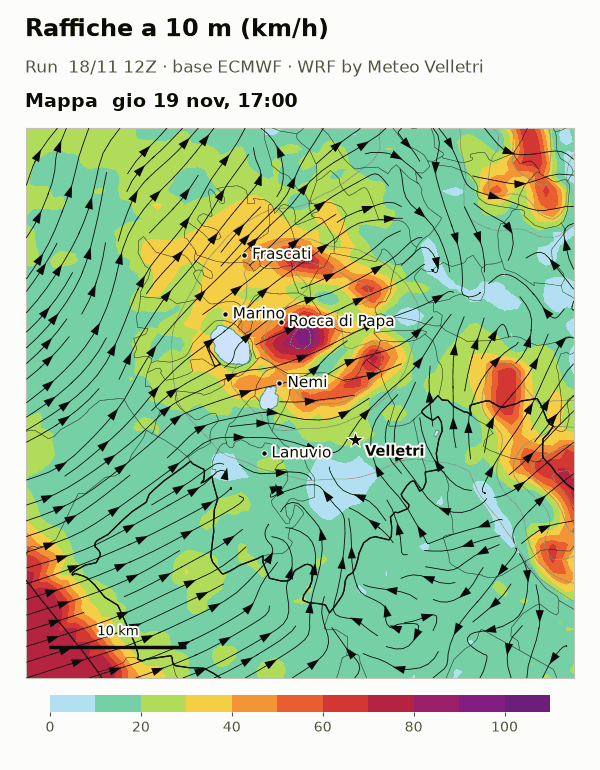 Raffiche a 10 m (km/h)
Run  18/11 12Z · base ECMWF · WRF by Meteo Velletri
Mappa  gio 19 nov, 17:00
Frascati
Marino
Rocca di Papa
Nemi
Velletri
Lanuvio
10 km
0 20 40 60 80 100